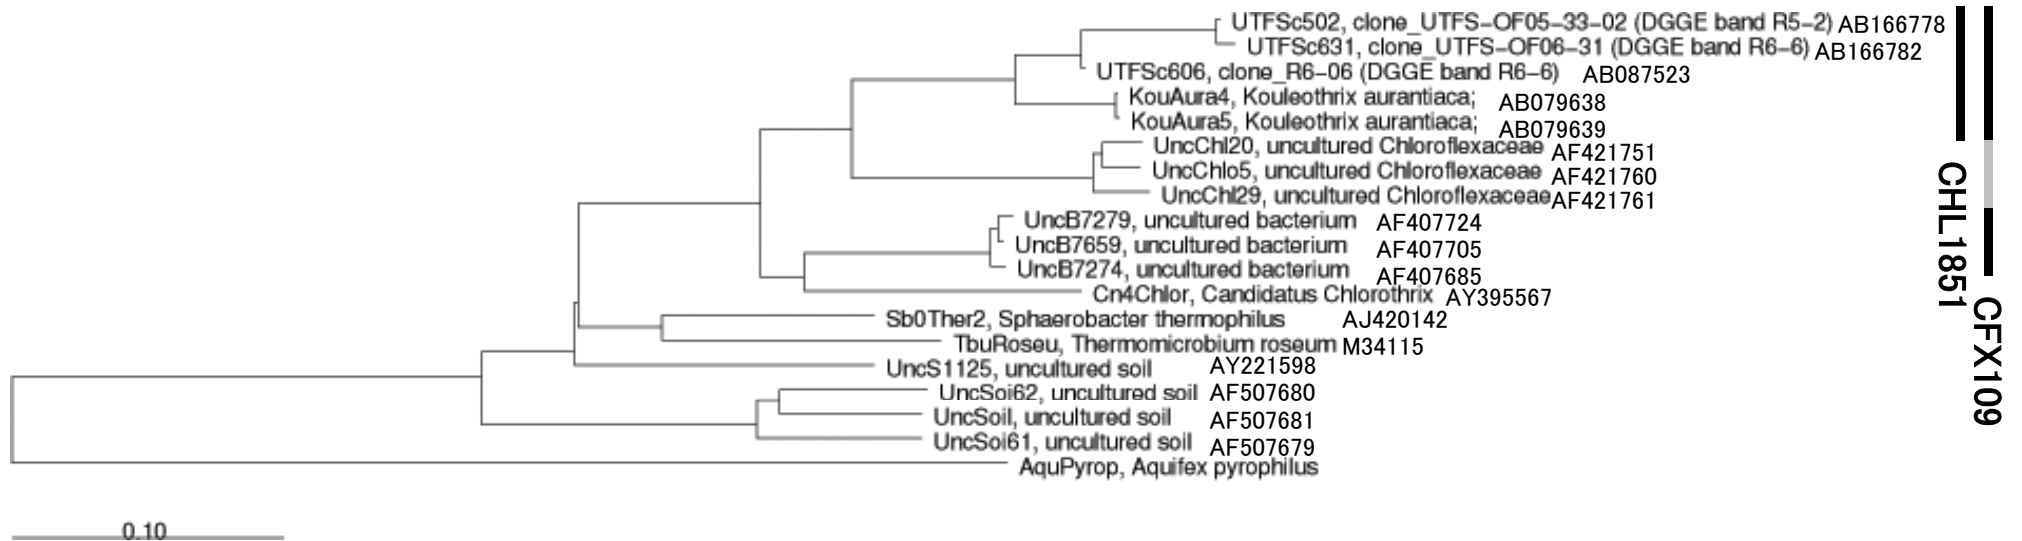 UTFSc502, clone_UTFS-OF05-33-02 (DGGE band R5-2) AB166778
UTFSc631, clone_UTFS-OF06-31 (DGGE band R6-6) AB166782
UTFSc606, clone_R6-06 (DGGE band R6-6) AB087523
KouAura4, Kouleothrix aurantiaca; AB079638
KouAura5, Kouleothrix aurantiaca; AB079639
UncChl20, uncultured Chloroflexaceae AF421751
UncChlo5, uncultured Chloroflexaceae AF421760
UncChl29, uncultured Chloroflexaceae AF421761
UncB7279, uncultured bacterium AF407724
UncB7659, uncultured bacterium AF407705
UncB7274, uncultured bacterium AF407685
Cn4Chlor, Candidatus Chlorothrix AY395567
Sb0Ther2, Sphaerobacter thermophilus AJ420142
TbuRoseu, Thermomicrobium roseum M34115
UncS1125, uncultured soil AY221598
UncSoi62, uncultured soil AF507680
UncSoil, uncultured soil AF507681
UncSoi61, uncultured soil AF507679
AquPyrop, Aquifex pyrophilus
0.10
CHL1851
CFX109